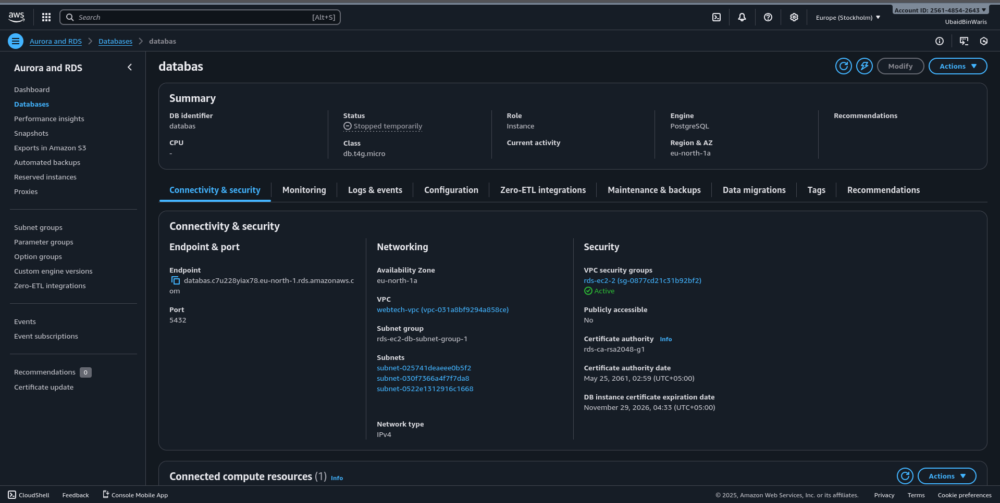 aws
Search [Alt+S]
Europe (Stockholm)
Account ID: 2561-4854-2643
UbaidBinWaris
Aurora and RDS
Databases
databas
Aurora and RDS
Dashboard
Databases
Performance insights
Snapshots
Exports in Amazon S3
Automated backups
Reserved instances
Proxies
Subnet groups
Parameter groups
Option groups
Custom engine versions
Zero-ETL integrations
Events
Event subscriptions
Recommendations 0
Certificate update
databas
Modify
Actions
Summary
DB identifier
databas
CPU
-
Status
Stopped temporarily
Class
db.t4g.micro
Role
Instance
Current activity
Engine
PostgreSQL
Region & AZ
eu-north-1a
Recommendations
Connectivity & security
Monitoring
Logs & events
Configuration
Zero-ETL integrations
Maintenance & backups
Data migrations
Tags
Recommendations
Connectivity & security
Endpoint & port
Endpoint
databas.c7u228yiax78.eu-north-1.rds.amazonaws.c
om
Port
5432
Networking
Availability Zone
eu-north-1a
VPC
webtech-vpc (vpc-031a8bf9294a858ce)
Subnet group
rds-ec2-db-subnet-group-1
Subnets
subnet-025741deaeee0b5f2
subnet-030f7366a4f7f7da8
subnet-0522e1312916c1668
Network type
IPv4
Security
VPC security groups
rds-ec2-2 (sg-0877cd21c31b92bf2)
Active
Publicly accessible
No
Certificate authority Info
rds-ca-rsa2048-g1
Certificate authority date
May 25, 2061, 02:59 (UTC+05:00)
DB instance certificate expiration date
November 29, 2026, 04:33 (UTC+05:00)
Connected compute resources (1) Info
Actions
CloudShell
Feedback
Console Mobile App
© 2025, Amazon Web Services, Inc. or its affiliates.
Privacy
Terms
Cookie preferences